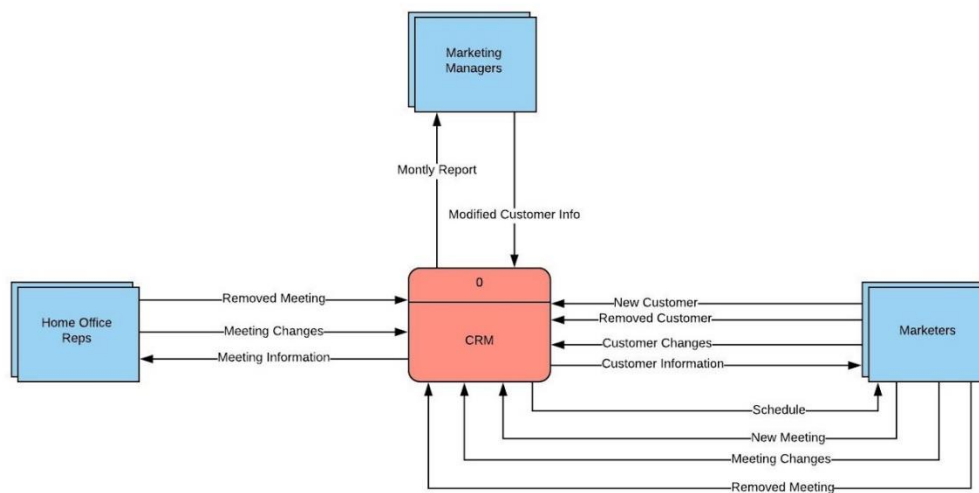 Marketing
Managers
Montly Report
Modified Customer Info
0
CRM
Home Office
Reps
Removed Meeting
Meeting Changes
Meeting Information
New Customer
Removed Customer
Customer Changes
Customer Information
Marketers
Schedule
New Meeting
Meeting Changes
Removed Meeting